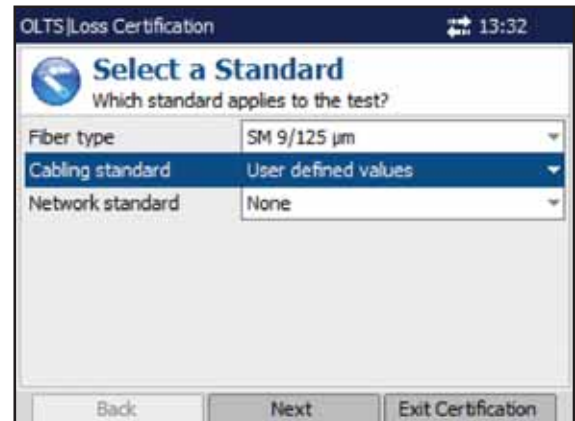 OLTS|Loss Certification 13:32
Select a Standard
Which standard applies to the test?
Fiber type SM 9/125 µm
Cabling standard User defined values
Network standard None
Back Next Exit Certification